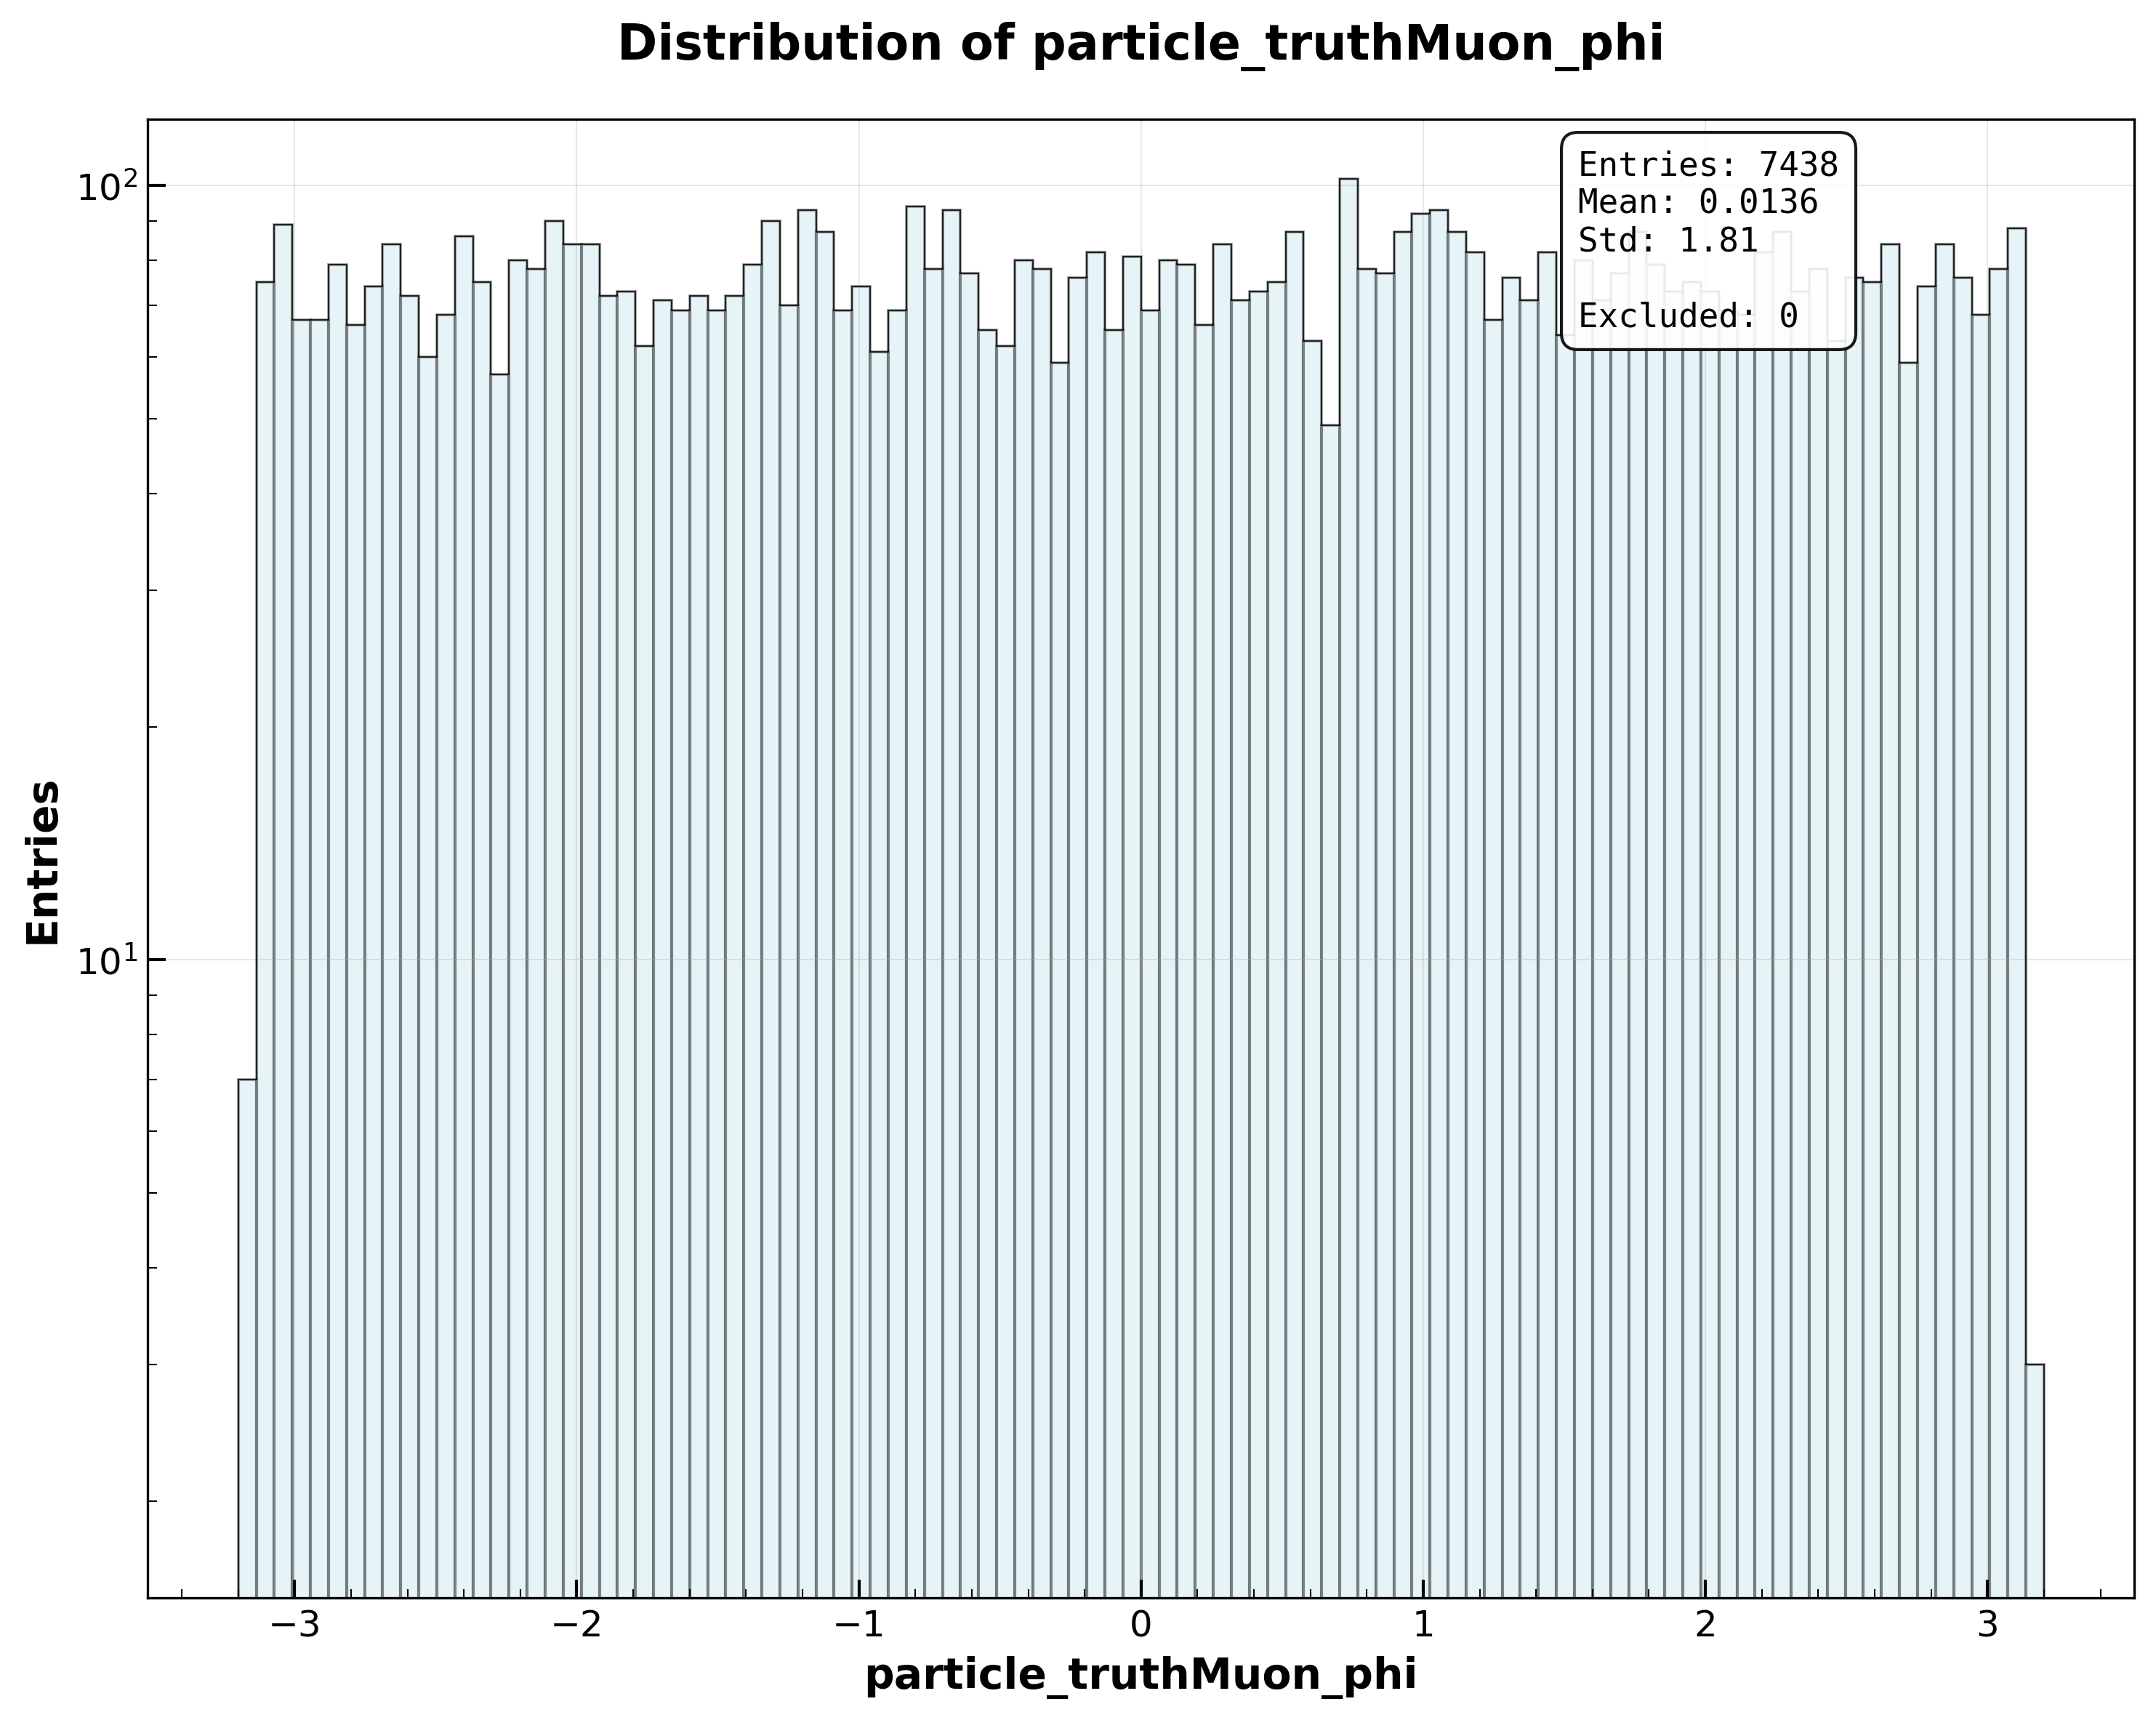 Distribution of particle_truthMuon_phi
Entries: 7438
Mean: 0.0136
Std: 1.81
Excluded: 0
10²
10¹
Entries
−3 −2 −1 0 1 2 3
particle_truthMuon_phi